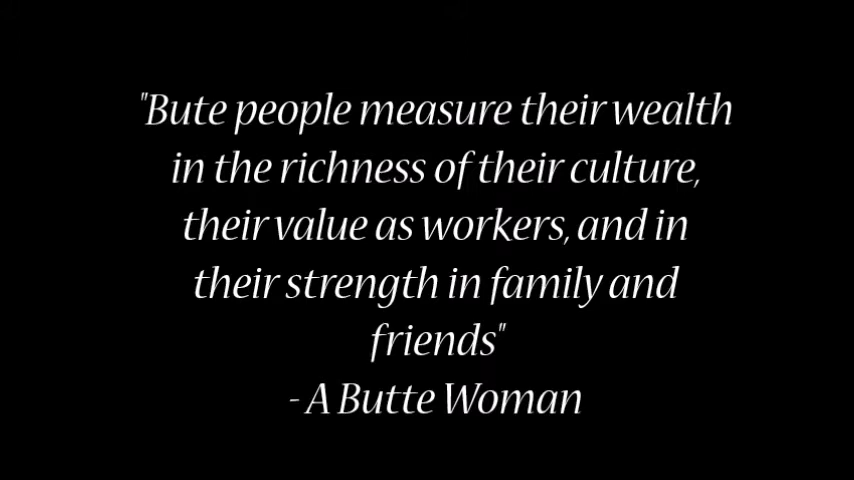 "Bute people measure their wealth
in the richness of their culture,
their value as workers, and in
their strength in family and
friends"
- A Butte Woman